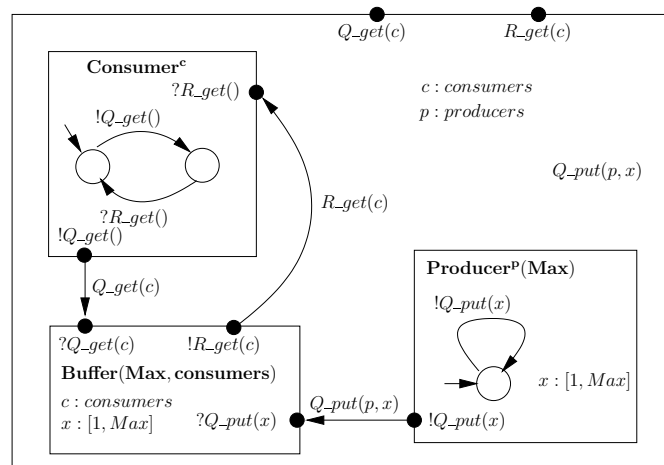 Q_get(c) R_get(c)
Consumer^c
?R_get()
c : consumers
p : producers
!Q_get()
Q_put(p, x)
R_get(c)
?R_get()
!Q_get()
Q_get(c)
Producer^p(Max)
!Q_put(x)
?Q_get(c) !R_get(c)
Buffer(Max, consumers)
x : [1, Max]
c : consumers
Q_put(p, x)
x : [1, Max]
?Q_put(x)
!Q_put(x)